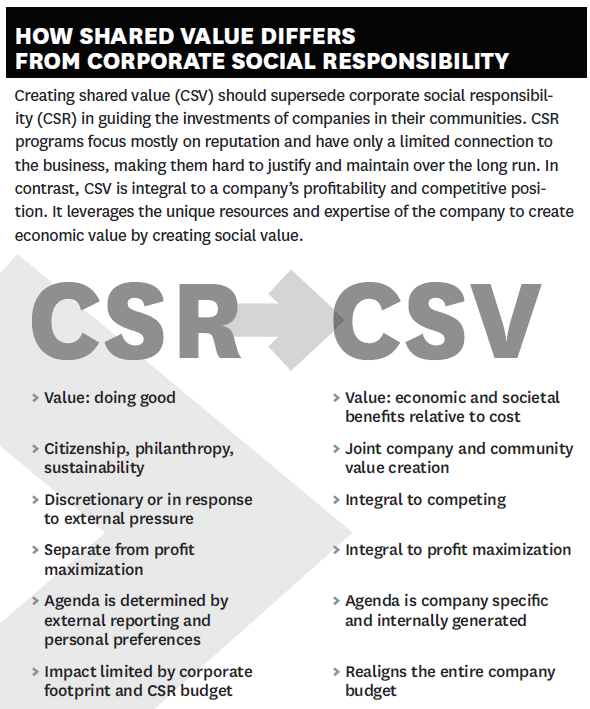 HOW SHARED VALUE DIFFERS
FROM CORPORATE SOCIAL RESPONSIBILITY
Creating shared value (CSV) should supersede corporate social responsibil-
ity (CSR) in guiding the investments of companies in their communities. CSR
programs focus mostly on reputation and have only a limited connection to
the business, making them hard to justify and maintain over the long run. In
contrast, CSV is integral to a company's profitability and competitive posi-
tion. It leverages the unique resources and expertise of the company to create
economic value by creating social value.
CSR
> Value: doing good
> Citizenship, philanthropy,
sustainability
> Discretionary or in response
to external pressure
> Separate from profit
maximization
> Agenda is determined by
external reporting and
personal preferences
> Impact limited by corporate
footprint and CSR budget
CSV
> Value: economic and societal
benefits relative to cost
> Joint company and community
value creation
> Integral to competing
> Integral to profit maximization
> Agenda is company specific
and internally generated
> Realigns the entire company
budget